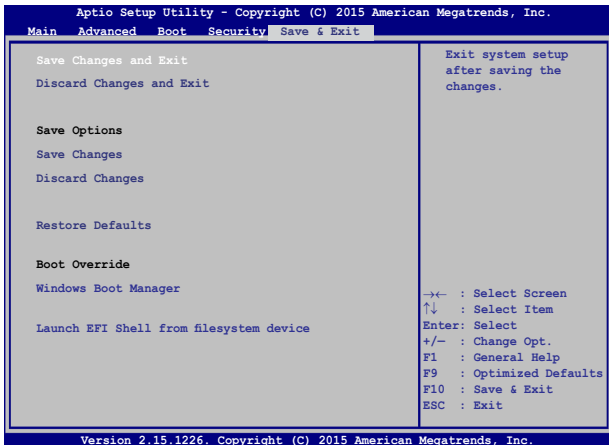 Aptio Setup Utility - Copyright (C) 2015 American Megatrends, Inc.
Main Advanced Boot Security Save & Exit
Save Changes and Exit
Discard Changes and Exit
Save Options
Save Changes
Discard Changes
Restore Defaults
Boot Override
Windows Boot Manager
Launch EFI Shell from filesystem device
Exit system setup
after saving the
changes.
→← : Select Screen
↑↓ : Select Item
Enter: Select
+/— : Change Opt.
F1 : General Help
F9 : Optimized Defaults
F10 : Save & Exit
ESC : Exit
Version 2.15.1226. Copyright (C) 2015 American Megatrends, Inc.